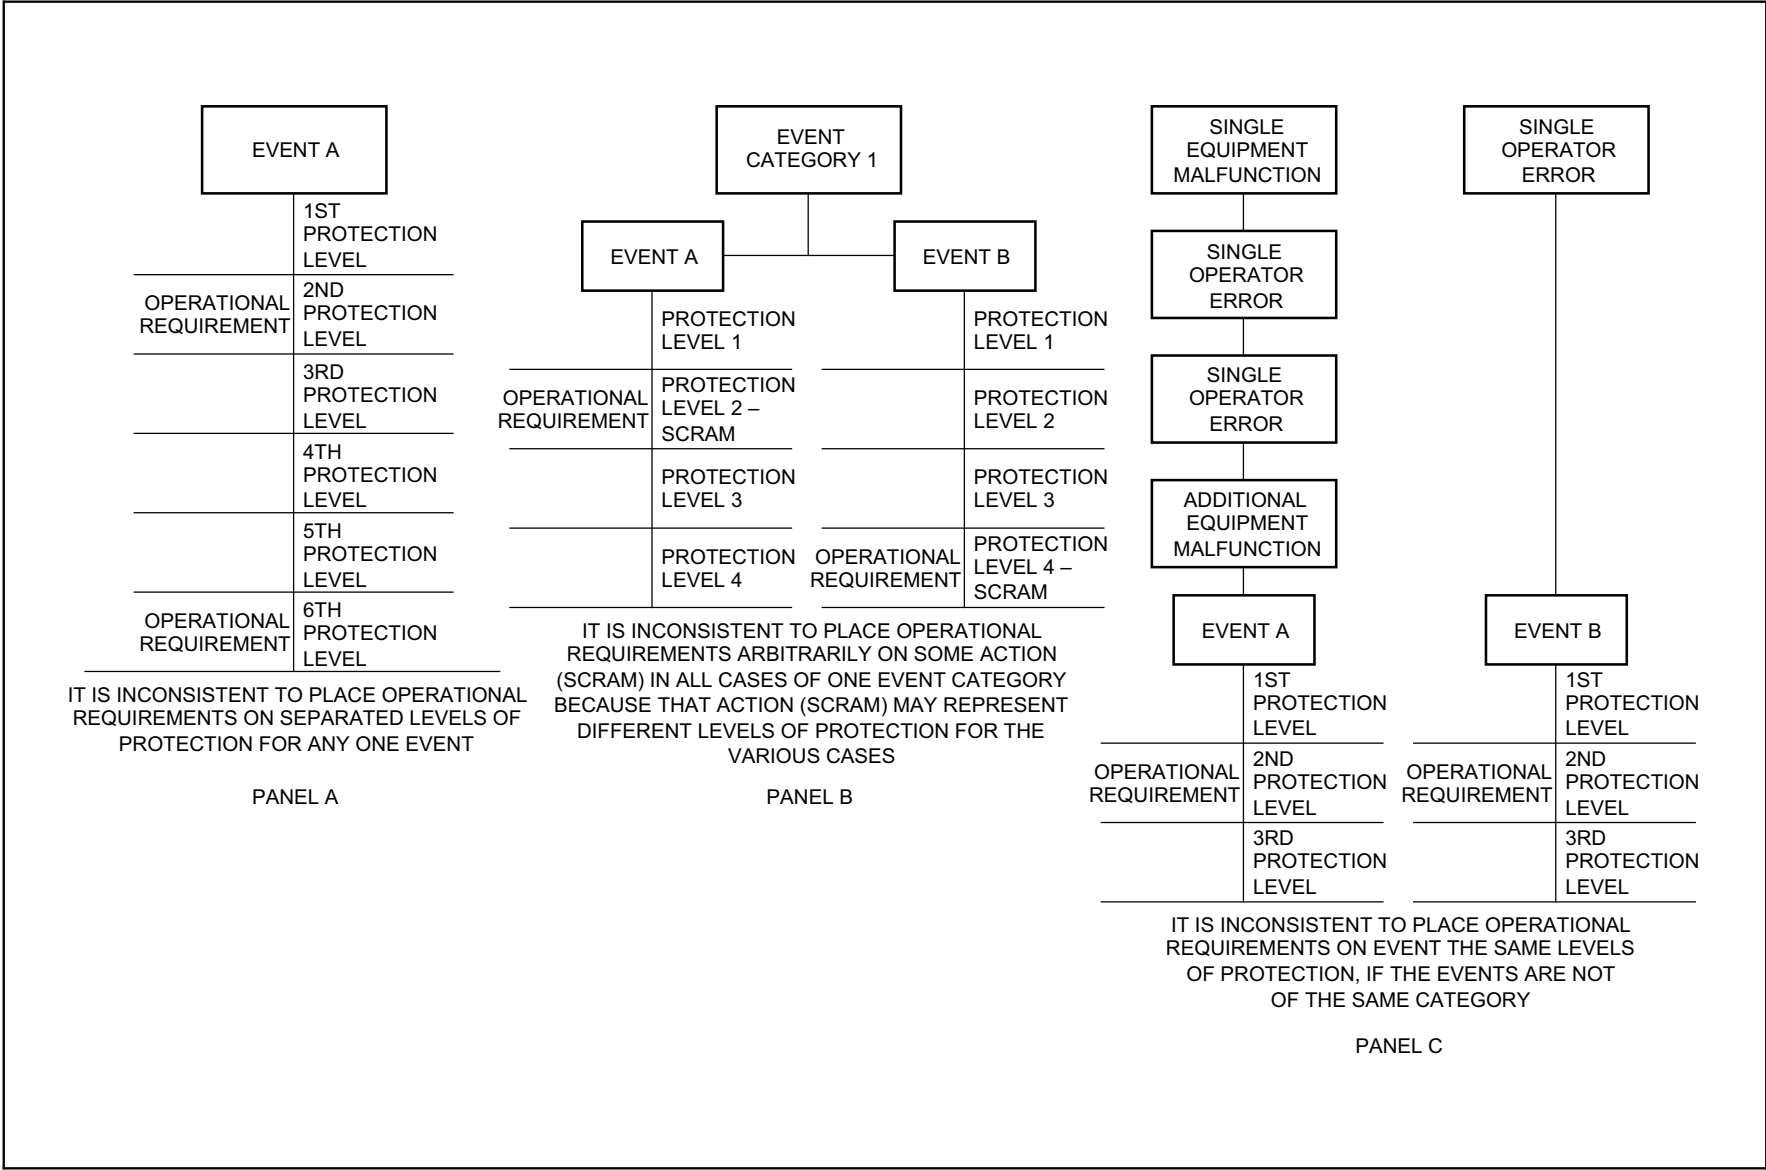 EVENT A
1ST
PROTECTION
LEVEL
OPERATIONAL
REQUIREMENT
2ND
PROTECTION
LEVEL
3RD
PROTECTION
LEVEL
4TH
PROTECTION
LEVEL
5TH
PROTECTION
LEVEL
OPERATIONAL
REQUIREMENT
6TH
PROTECTION
LEVEL
IT IS INCONSISTENT TO PLACE OPERATIONAL
REQUIREMENTS ON SEPARATED LEVELS OF
PROTECTION FOR ANY ONE EVENT
PANEL A
EVENT
CATEGORY 1
EVENT A
PROTECTION
LEVEL 1
OPERATIONAL
REQUIREMENT
PROTECTION
LEVEL 2 –
SCRAM
PROTECTION
LEVEL 3
PROTECTION
LEVEL 4
EVENT B
PROTECTION
LEVEL 1
PROTECTION
LEVEL 2
PROTECTION
LEVEL 3
OPERATIONAL
REQUIREMENT
PROTECTION
LEVEL 4 –
SCRAM
IT IS INCONSISTENT TO PLACE OPERATIONAL
REQUIREMENTS ARBITRARILY ON SOME ACTION
(SCRAM) IN ALL CASES OF ONE EVENT CATEGORY
BECAUSE THAT ACTION (SCRAM) MAY REPRESENT
DIFFERENT LEVELS OF PROTECTION FOR THE
VARIOUS CASES
PANEL B
SINGLE
EQUIPMENT
MALFUNCTION
SINGLE
OPERATOR
ERROR
SINGLE
OPERATOR
ERROR
ADDITIONAL
EQUIPMENT
MALFUNCTION
EVENT A
1ST
PROTECTION
LEVEL
OPERATIONAL
REQUIREMENT
2ND
PROTECTION
LEVEL
3RD
PROTECTION
LEVEL
SINGLE
OPERATOR
ERROR
EVENT B
1ST
PROTECTION
LEVEL
OPERATIONAL
REQUIREMENT
2ND
PROTECTION
LEVEL
3RD
PROTECTION
LEVEL
IT IS INCONSISTENT TO PLACE OPERATIONAL
REQUIREMENTS ON EVENT THE SAME LEVELS
OF PROTECTION, IF THE EVENTS ARE NOT
OF THE SAME CATEGORY
PANEL C